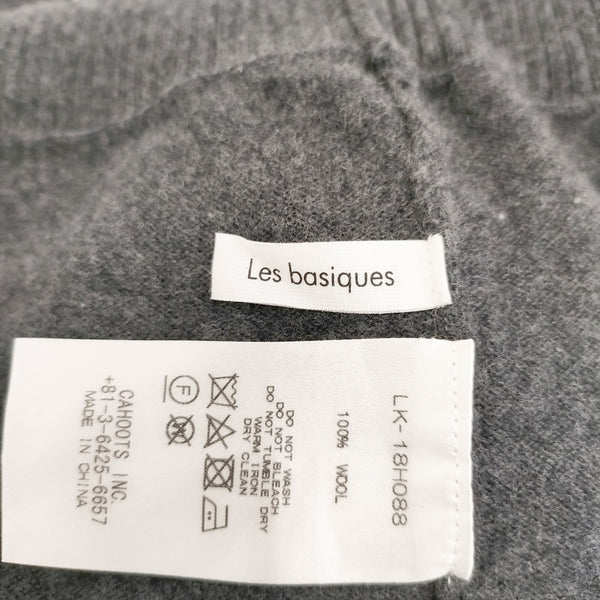 Les basiques
LK-18H088
100% WOOL
DO NOT WASH
DO NOT BLEACH
DO NOT TUMBLE DRY
WARM IRON
DRY CLEAN
F
W
CAHOOTS INC.
+81-3-6425-6657
MADE IN CHINA